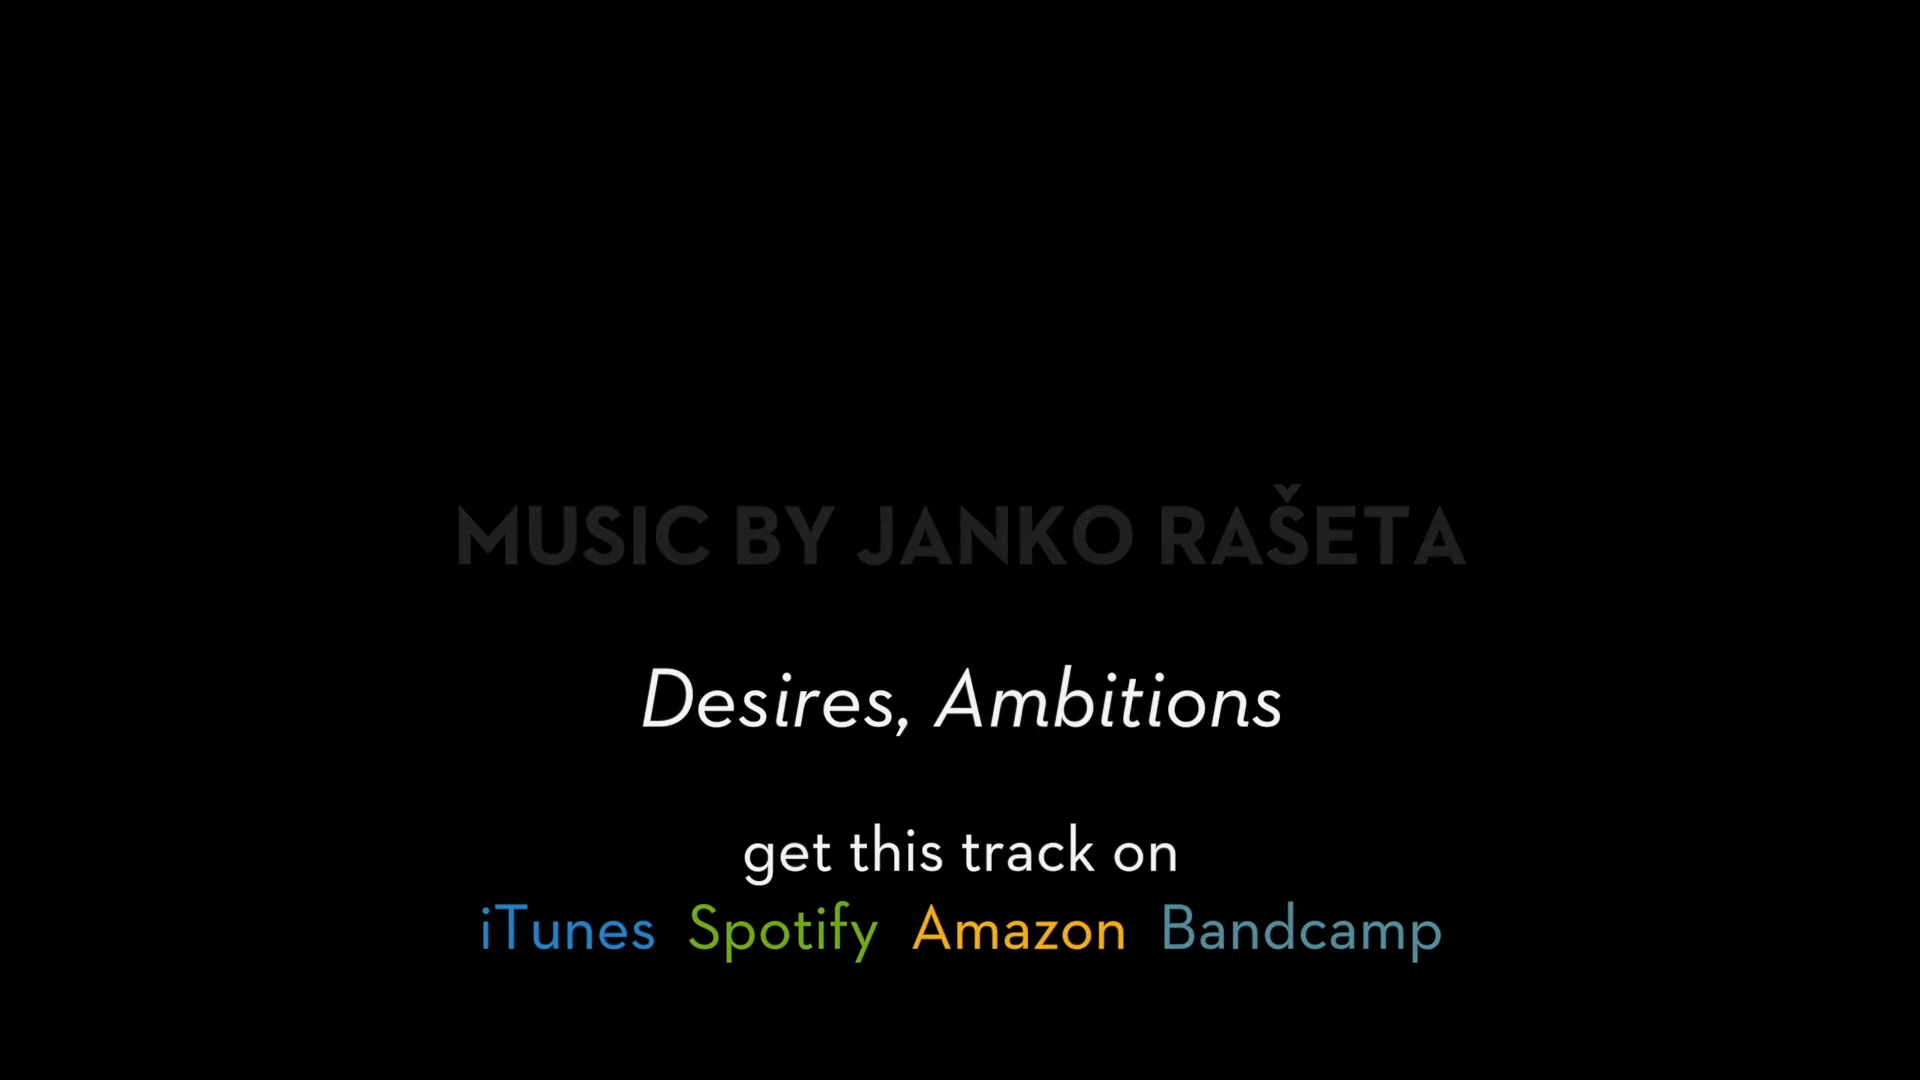 MUSIC BY JANKO RAŠETA
Desires, Ambitions
get this track on
iTunes Spotify Amazon Bandcamp